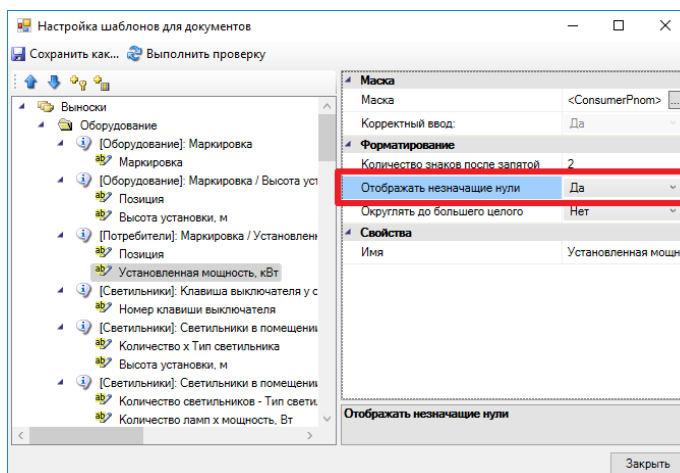 Настройка шаблонов для документов
Сохранить как... Выполнить проверку
Выноски
Оборудование
[Оборудование]: Маркировка
Маркировка
[Оборудование]: Маркировка / Высота уст
Позиция
Высота установки, м
[Потребители]: Маркировка / Установленн
Позиция
Установленная мощность, кВт
[Светильники]: Клавиша выключателя у с
Номер клавиши выключателя
[Светильники]: Светильники в помещени
Количество x Тип светильника
Высота установки, м
[Светильники]: Светильники в помещени
Количество светильников - Тип свети.
Количество ламп x мощность, Вт
Маска
Маска <ConsumerPnom> ...
Корректный ввод: Да
Форматирование
Количество знаков после запятой 2
Отображать незначащие нули Да
Округлять до большего целого Нет
Свойства
Имя Установленная мощн
Отображать незначащие нули
Закрыть